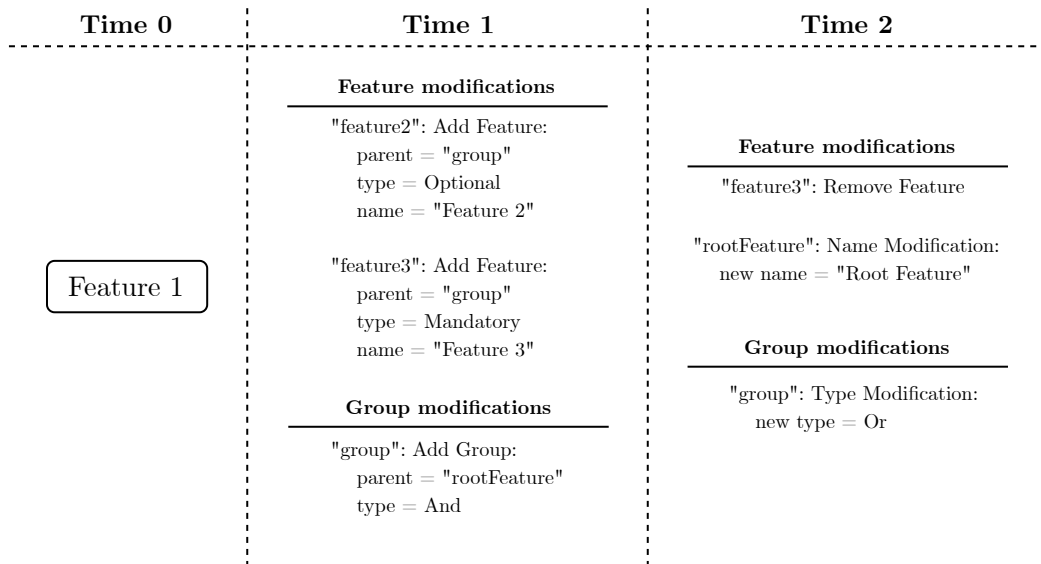 Time 0
Time 1
Time 2
Feature 1
Feature modifications
"feature2": Add Feature:
parent = "group"
type = Optional
name = "Feature 2"
"feature3": Add Feature:
parent = "group"
type = Mandatory
name = "Feature 3"
Group modifications
"group": Add Group:
parent = "rootFeature"
type = And
Feature modifications
"feature3": Remove Feature
"rootFeature": Name Modification:
new name = "Root Feature"
Group modifications
"group": Type Modification:
new type = Or